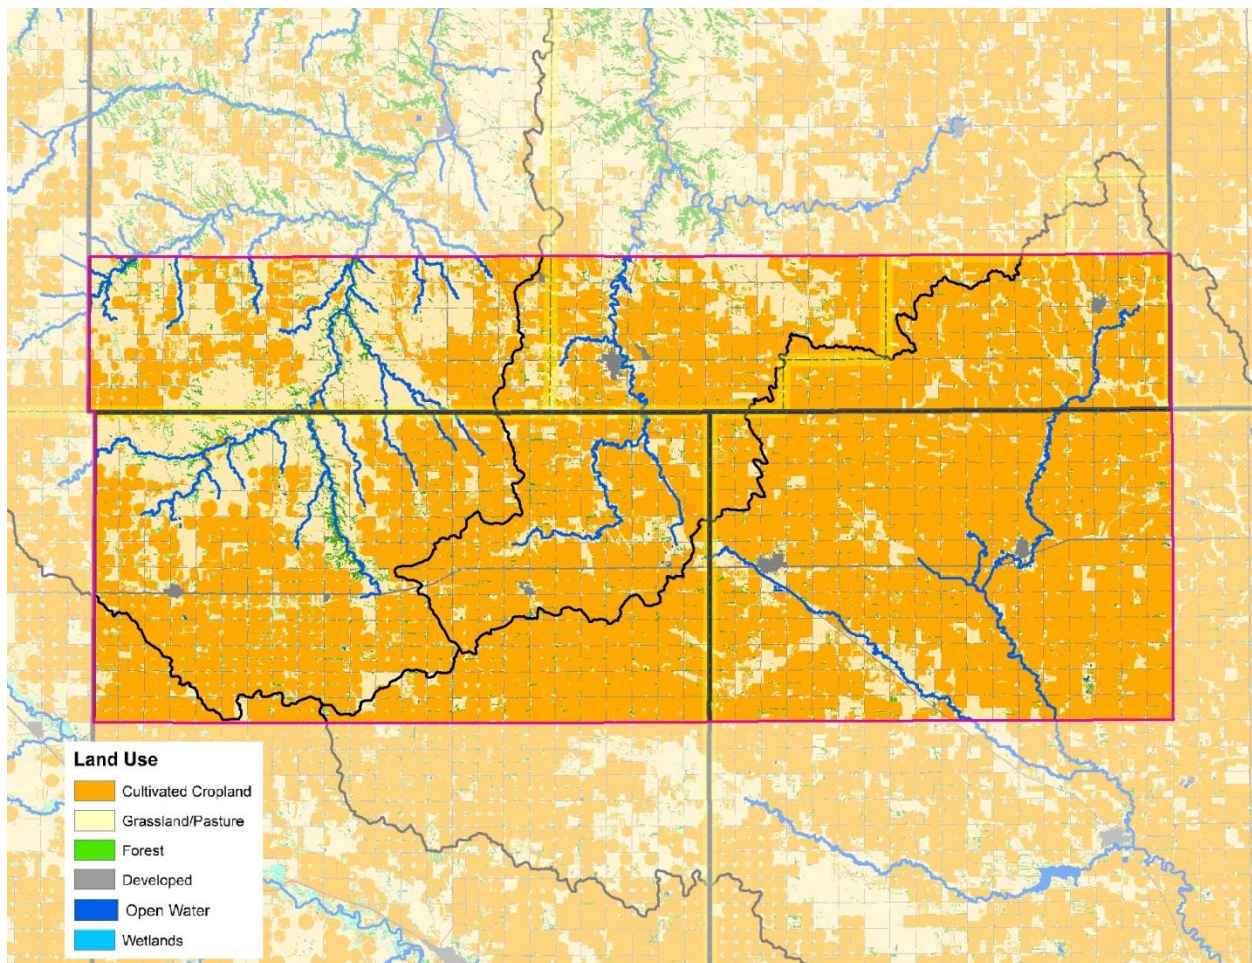 Land Use
Cultivated Cropland
Grassland/Pasture
Forest
Developed
Open Water
Wetlands